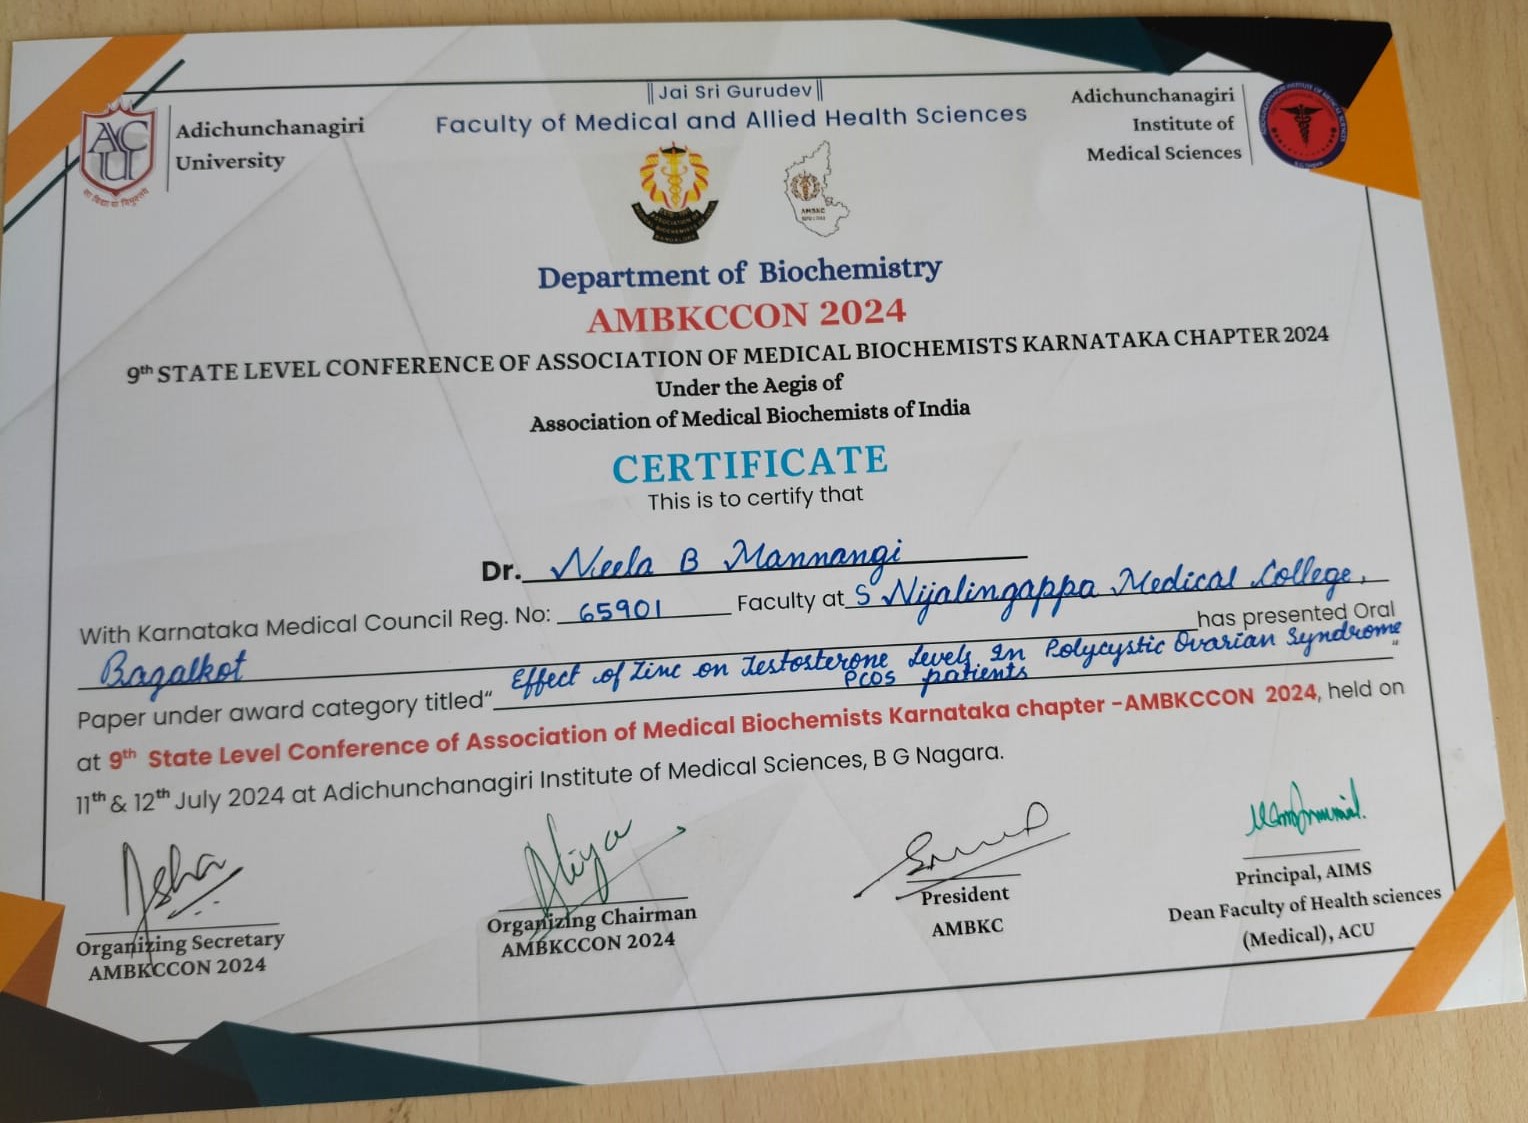 ||Jai Sri Gurudev||
Faculty of Medical and Allied Health Sciences
ACU
Adichunchanagiri
University
Adichunchanagiri
Institute of
Medical Sciences
AMBKC
Department of Biochemistry
AMBKCCON 2024
9th STATE LEVEL CONFERENCE OF ASSOCIATION OF MEDICAL BIOCHEMISTS KARNATAKA CHAPTER 2024
Under the Aegis of
Association of Medical Biochemists of India
CERTIFICATE
This is to certify that
Dr. Neela B Mannangi
With Karnataka Medical Council Reg. No: 65901 Faculty at S Nijalingappa Medical College,
Bagalkot has presented Oral
Paper under award category titled“ Effect of Zinc on Testosterone Levels In Polycystic Ovarian Syndrome “
PCOS patients
at 9th State Level Conference of Association of Medical Biochemists Karnataka chapter -AMBKCCON 2024, held on
11th & 12th July 2024 at Adichunchanagiri Institute of Medical Sciences, B G Nagara.
Asha
Organizing Secretary
AMBKCCON 2024
Organizing Chairman
AMBKCCON 2024
President
AMBKC
Principal, AIMS
Dean Faculty of Health sciences
(Medical), ACU